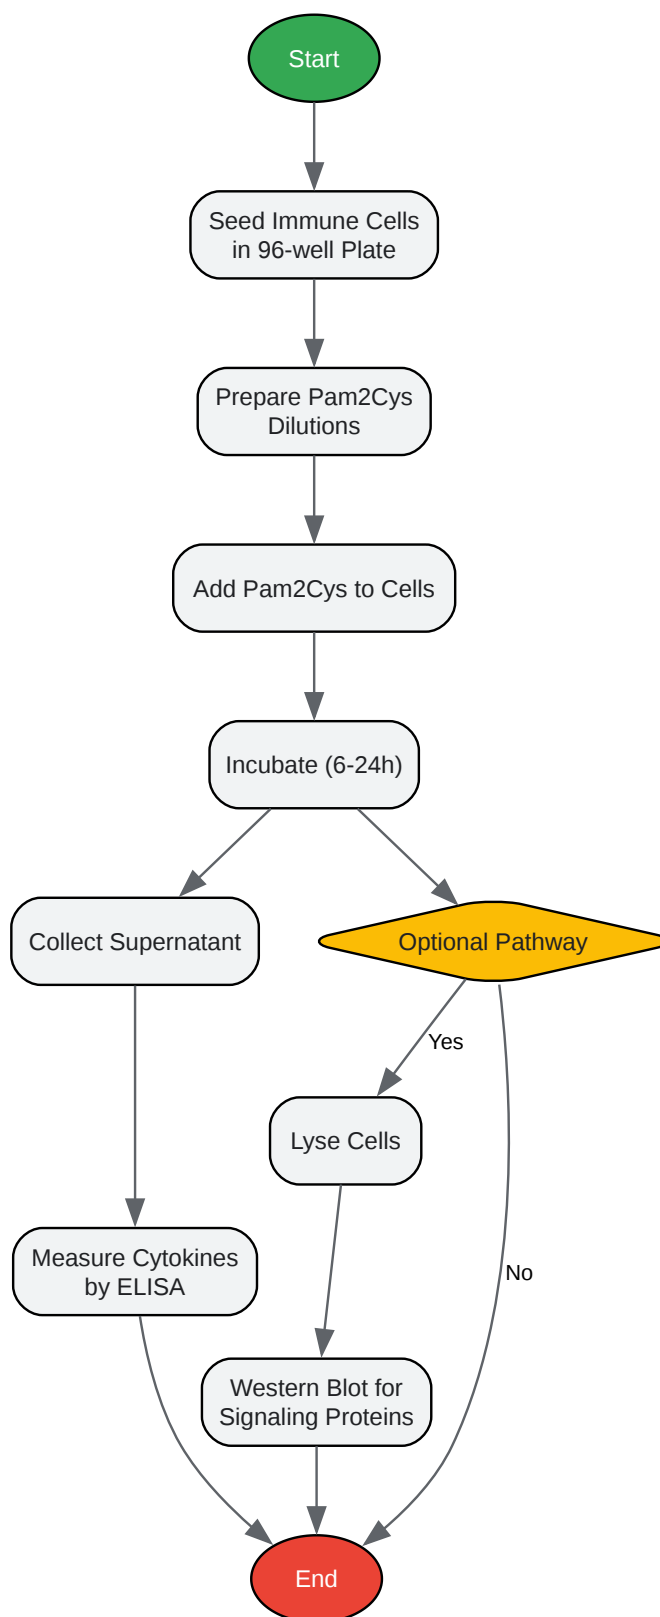 Start
Seed Immune Cells
in 96-well Plate
Prepare Pam2Cys
Dilutions
Add Pam2Cys to Cells
Incubate (6-24h)
Collect Supernatant
Optional Pathway
Yes
Lyse Cells
Measure Cytokines
by ELISA
No
Western Blot for
Signaling Proteins
End